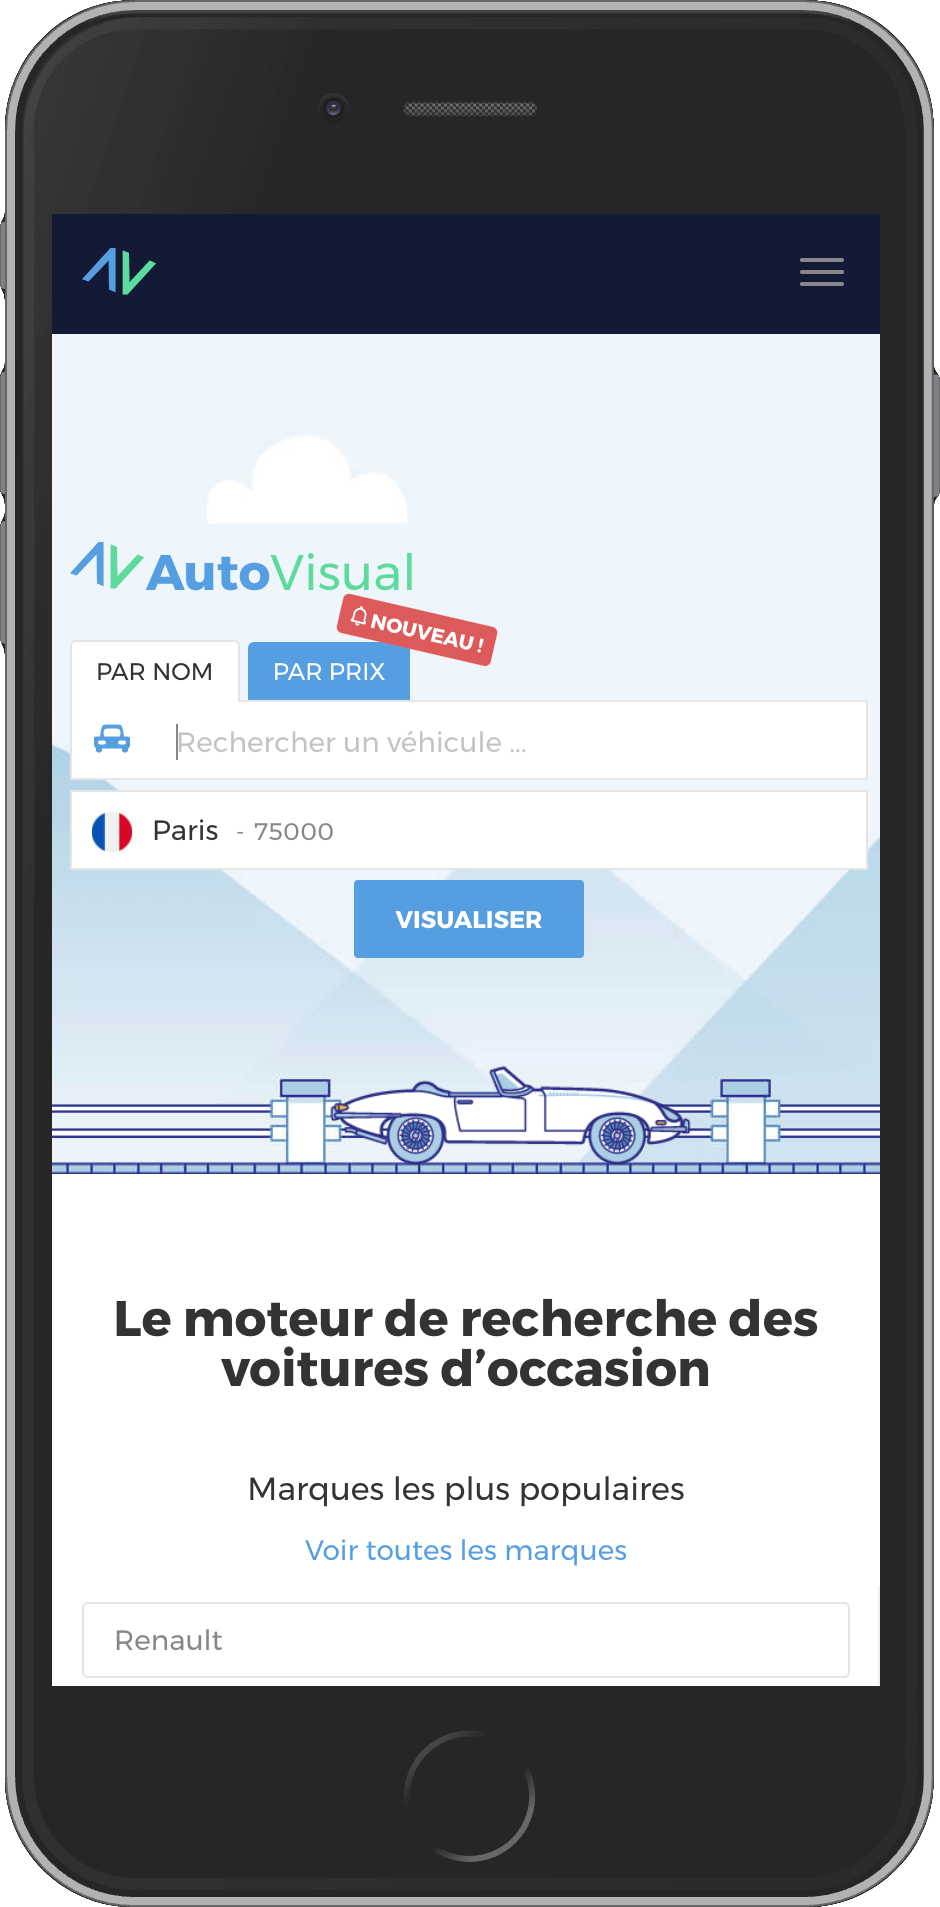 AV
AV AutoVisual
NOUVEAU !
PAR NOM
PAR PRIX
Rechercher un véhicule ...
Paris - 75000
VISUALISER
Le moteur de recherche des
voitures d’occasion
Marques les plus populaires
Voir toutes les marques
Renault